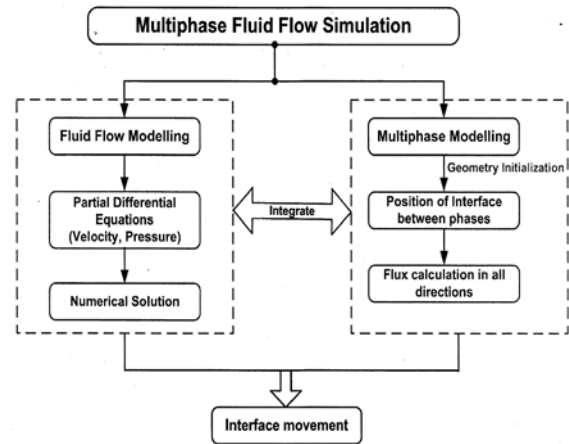 Multiphase Fluid Flow Simulation
Fluid Flow Modelling
Partial Differential
Equations
(Velocity, Pressure)
Numerical Solution
Integrate
Multiphase Modelling
Geometry Initialization
Position of Interface
between phases
Flux calculation in all
directions
Interface movement